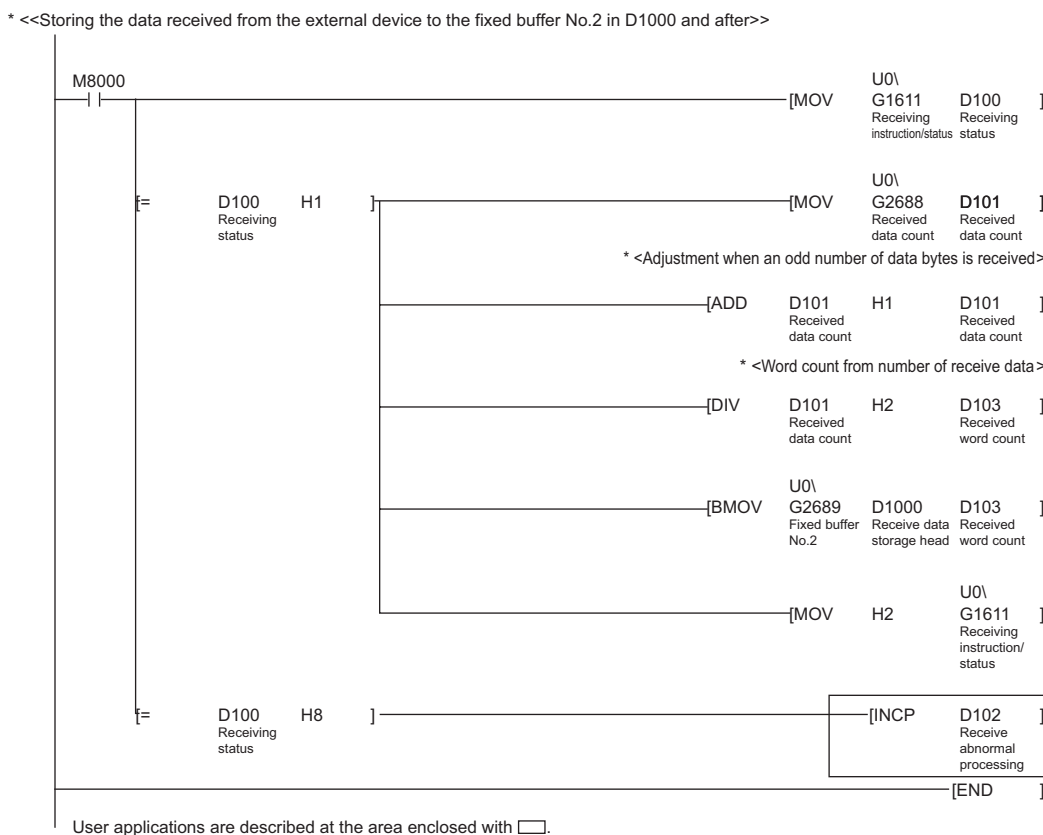 * <<Storing the data received from the external device to the fixed buffer No.2 in D1000 and after>>
M8000
U0\
[MOV G1611 D100 ]
Receiving Receiving
instruction/status status
U0\
[= D100 H1 ] [MOV G2688 D101 ]
Receiving Received Received
status data count data count
* <Adjustment when an odd number of data bytes is received>
[ADD D101 H1 D101 ]
Received Received
data count data count
* <Word count from number of receive data>
[DIV D101 H2 D103 ]
Received Received
data count word count
U0\
[BMOV G2689 D1000 D103 ]
Fixed buffer Receive data Received
No.2 storage head word count
U0\
[MOV H2 G1611 ]
Receiving
instruction/
status
[= D100 H8 ] [INCP D102 ]
Receiving Receive
status abnormal
processing
[END ]
User applications are described at the area enclosed with .